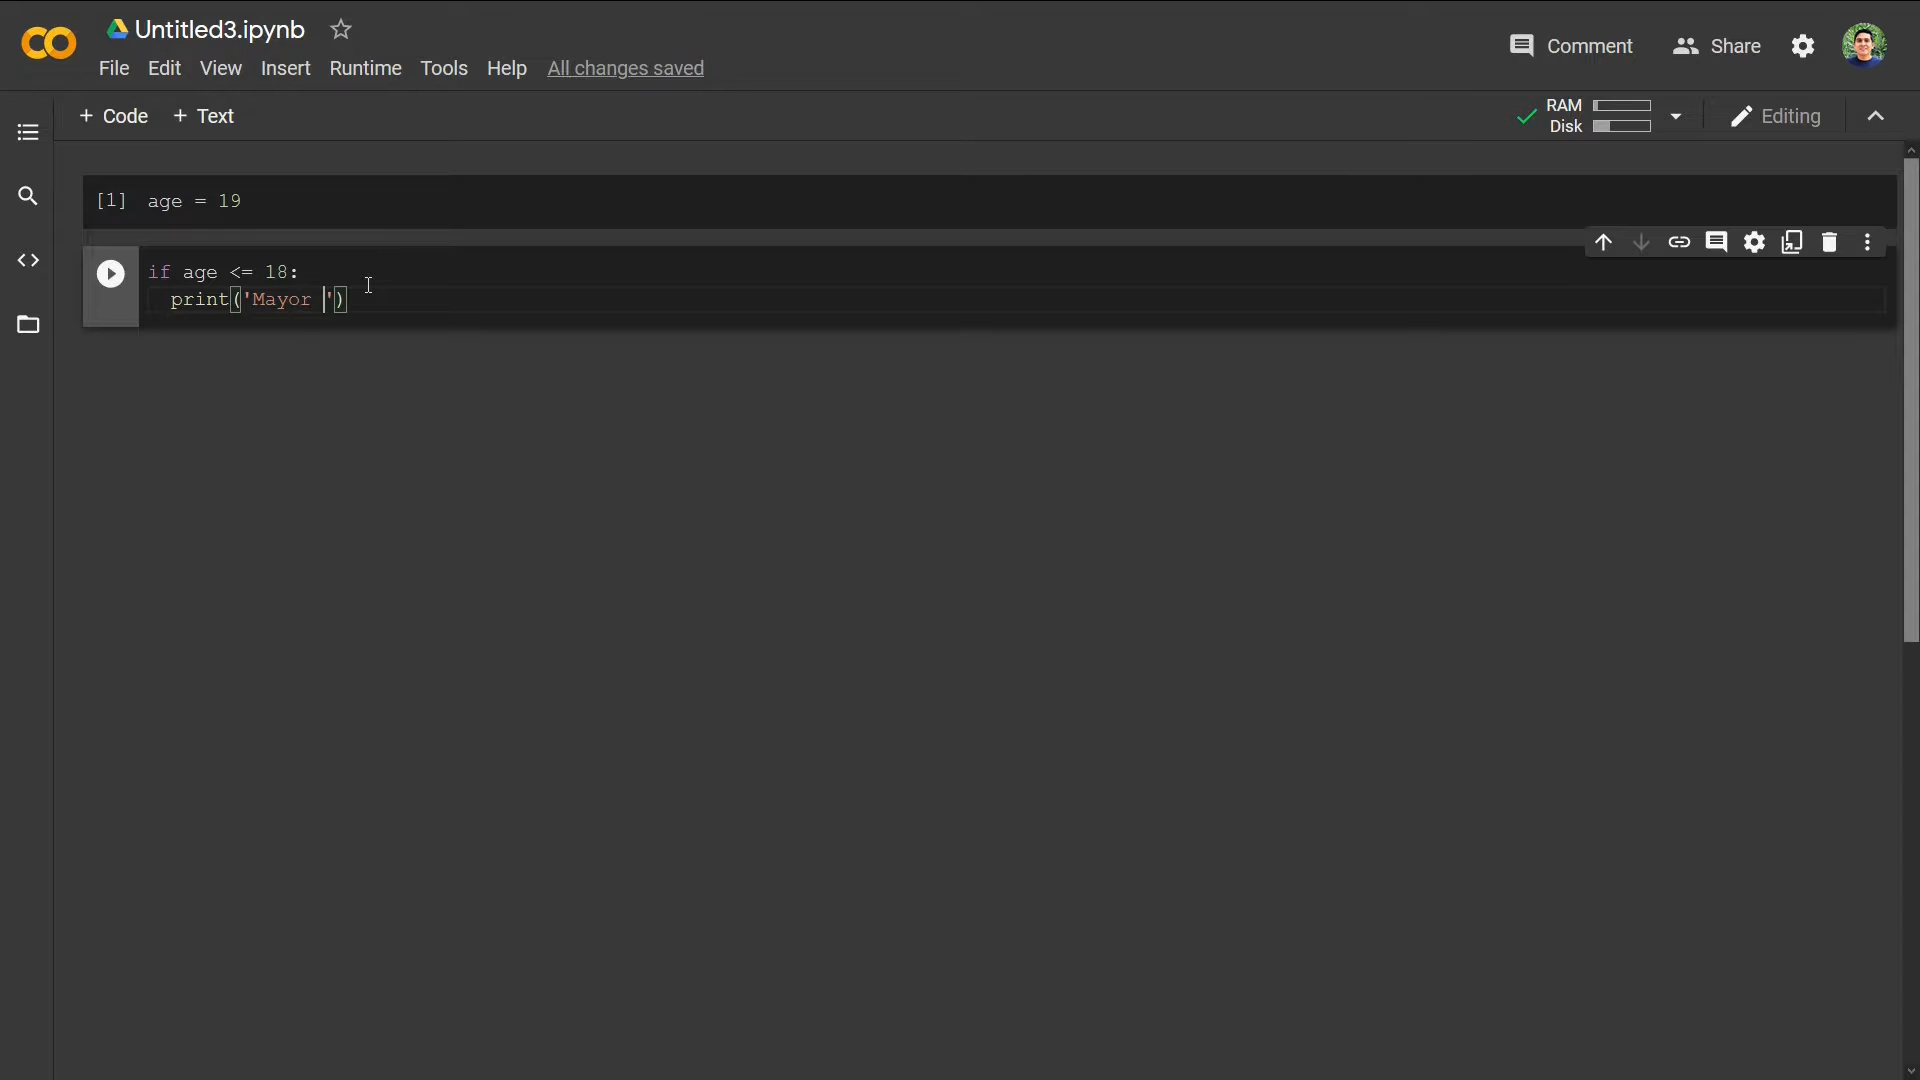 Untitled3.ipynb
File Edit View Insert Runtime Tools Help All changes saved
Comment Share
+ Code + Text
RAM
Disk
Editing
[1] age = 19
if age <= 18:
print('Mayor ')